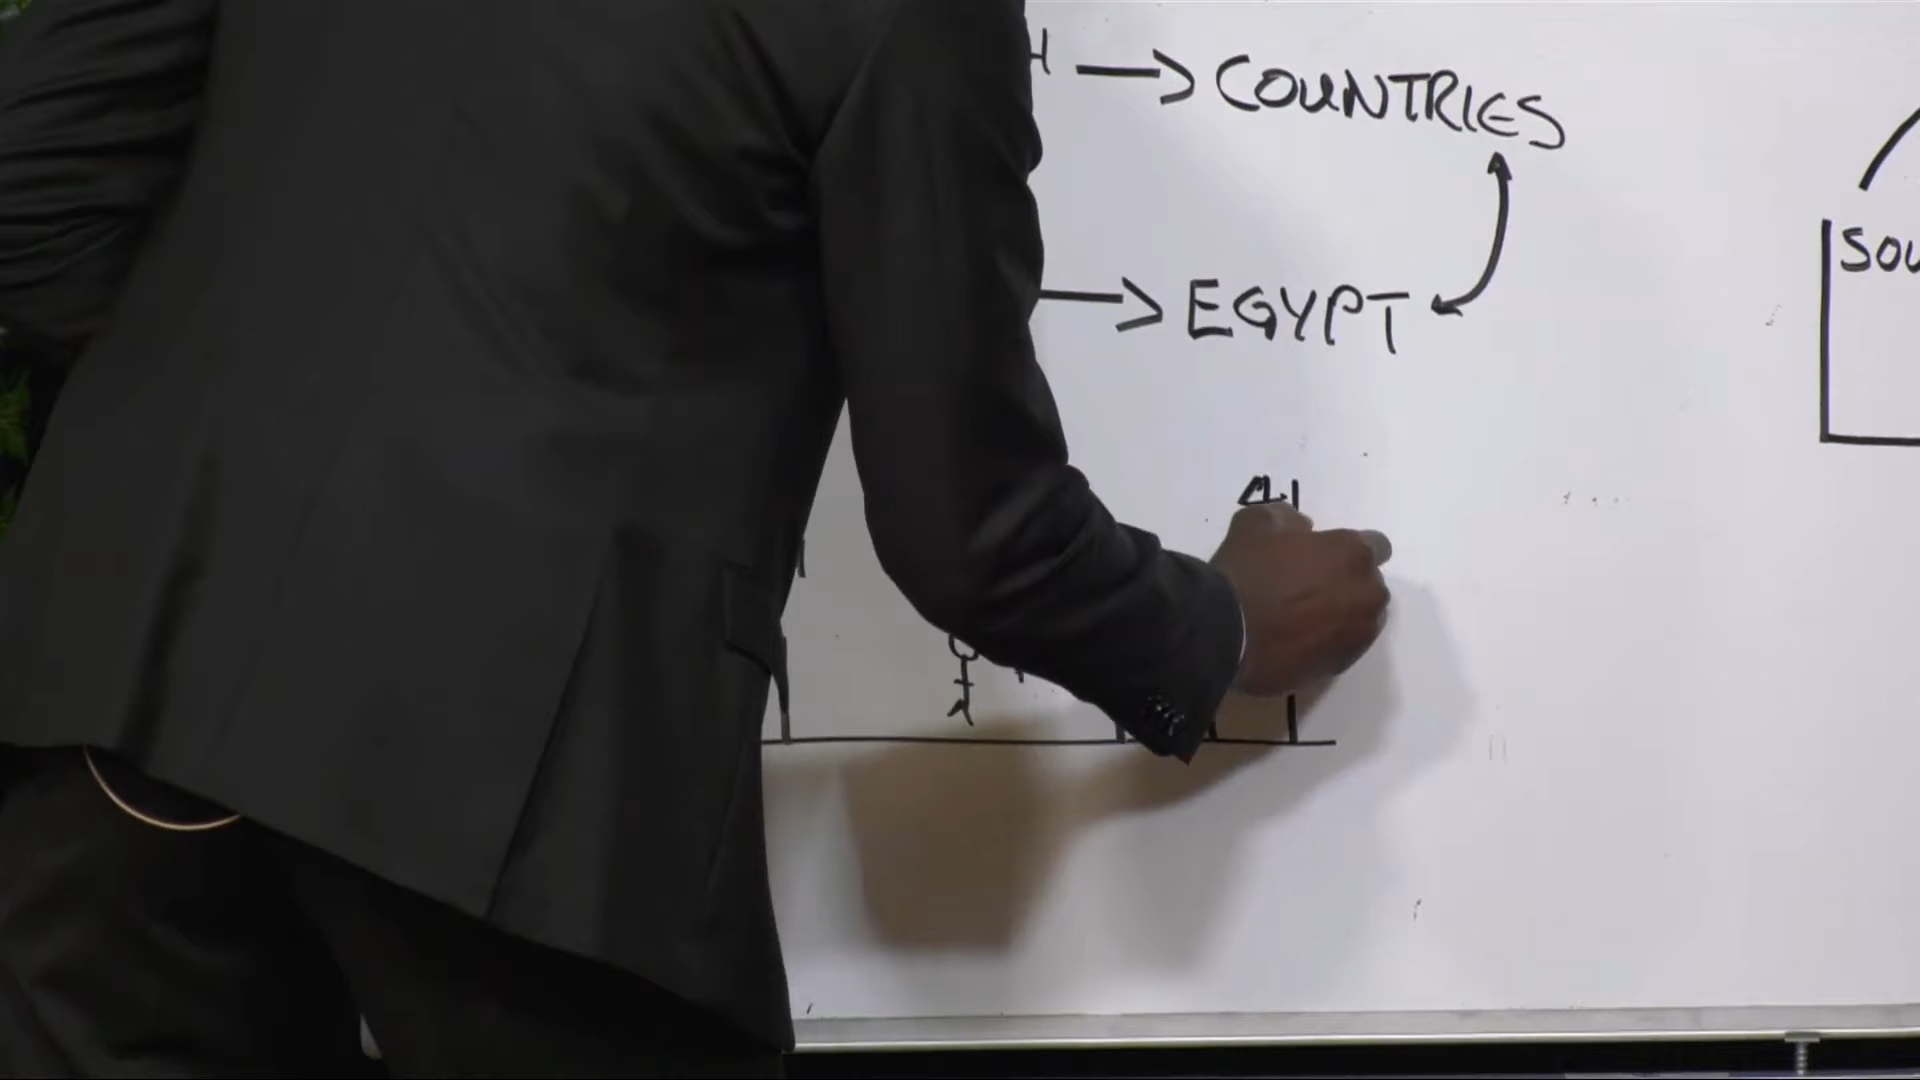 H → COUNTRIES
→ EGYPT
SOU